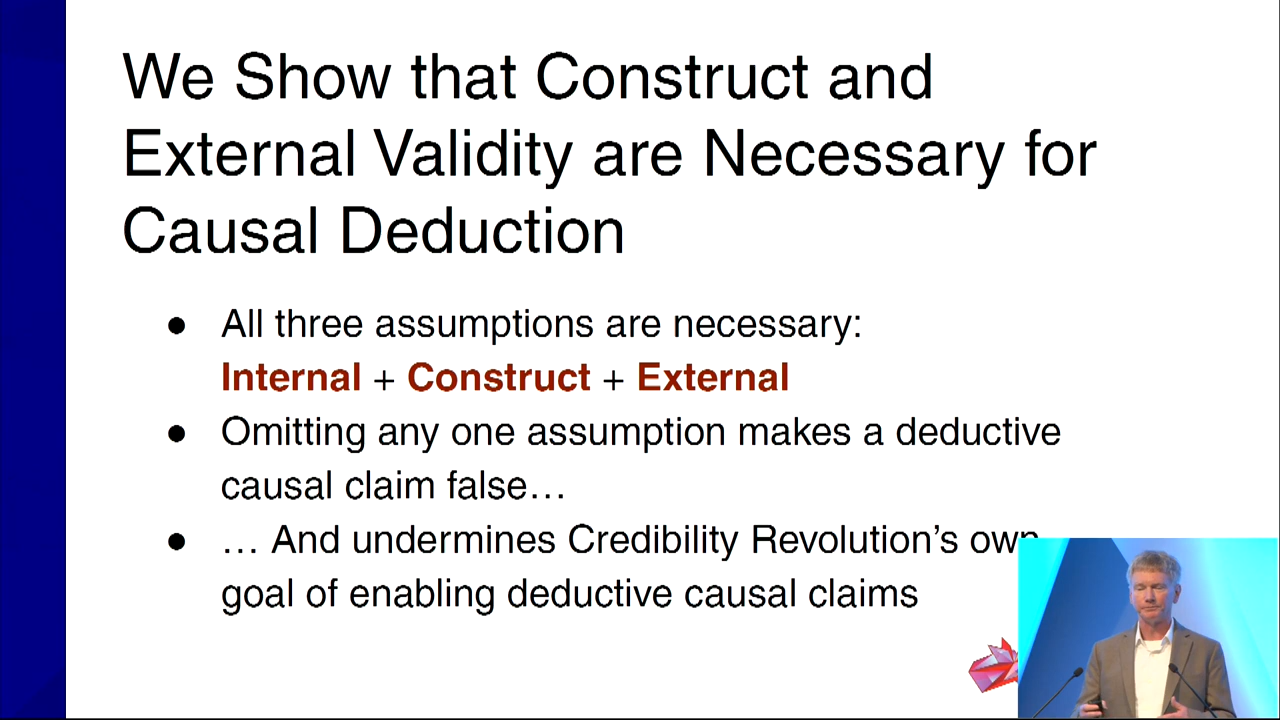 We Show that Construct and
External Validity are Necessary for
Causal Deduction
● All three assumptions are necessary:
Internal + Construct + External
● Omitting any one assumption makes a deductive
causal claim false…
● … And undermines Credibility Revolution’s own
goal of enabling deductive causal claims